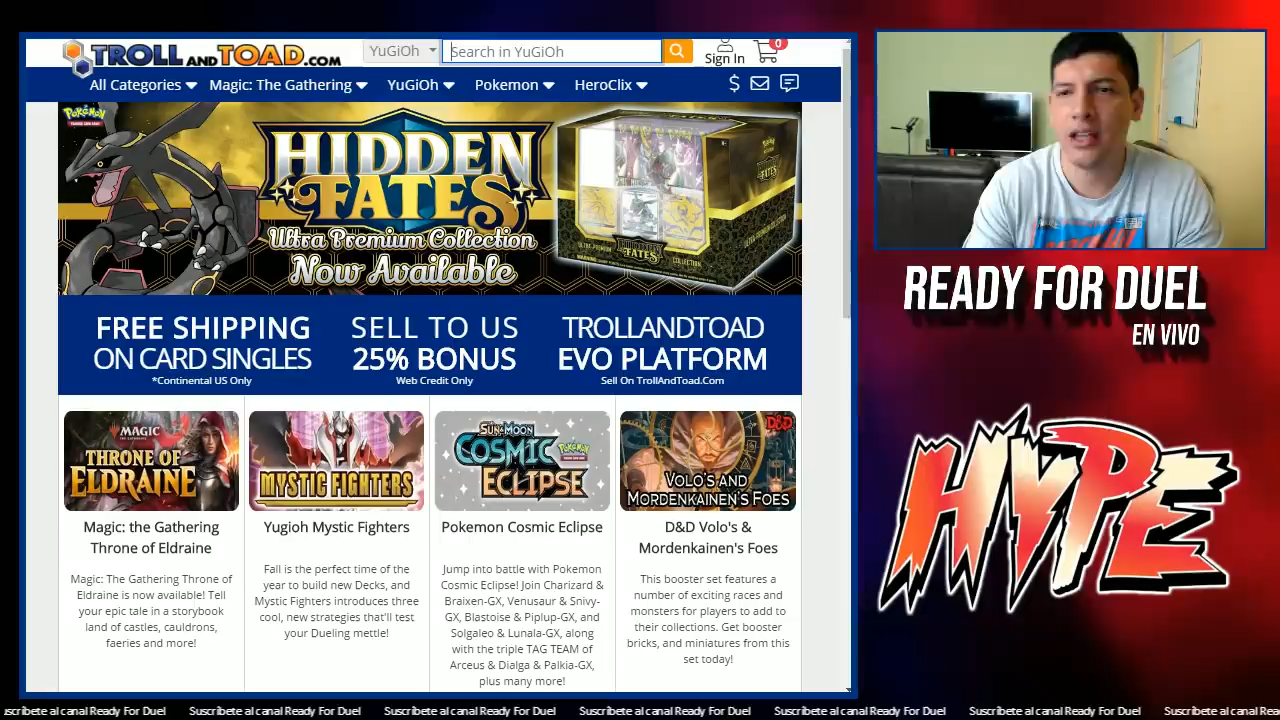 TROLL AND TOAD.COM
YuGiOh
Search in YuGiOh
Sign In
0
All Categories
Magic: The Gathering
YuGiOh
Pokemon
HeroClix
$
Pokémon
HIDDEN
FATES
Ultra Premium Collection
Now Available
FREE SHIPPING
ON CARD SINGLES
*Continental US Only
SELL TO US
25% BONUS
Web Credit Only
TROLLANDTOAD
EVO PLATFORM
Sell On TrollAndToad.Com
MAGIC
THRONE OF
ELDRAINE
Magic: the Gathering
Throne of Eldraine
Magic: The Gathering Throne of
Eldraine is now available! Tell
your epic tale in a storybook
land of castles, cauldrons,
faeries and more!
MYSTIC FIGHTERS
Yugioh Mystic Fighters
Fall is the perfect time of the
year to build new Decks, and
Mystic Fighters introduces three
cool, new strategies that'll test
your Dueling mettle!
SUN & MOON
COSMIC
Pokémon
ECLIPSE
Pokemon Cosmic Eclipse
Jump into battle with Pokemon
Cosmic Eclipse! Join Charizard &
Braixen-GX, Venusaur & Snivy-
GX, Blastoise & Piplup-GX, and
Solgaleo & Lunala-GX, along
with the triple TAG TEAM of
Arceus & Dialga & Palkia-GX,
plus many more!
D&D
VOLO'S AND
MORDENKAINEN'S FOES
D&D Volo's &
Mordenkainen's Foes
This booster set features a
number of exciting races and
monsters for players to add to
their collections. Get booster
bricks, and miniatures from this
set today!
READY FOR DUEL
EN VIVO
HYPE
uscribete al canal Ready For Duel Suscribete al canal Ready For Duel Suscribete al canal Ready For Duel Suscribete al canal Ready For Duel Suscribete al canal Ready For Duel Suscribete al canal Ready For Duel Suscribete al canal Rea